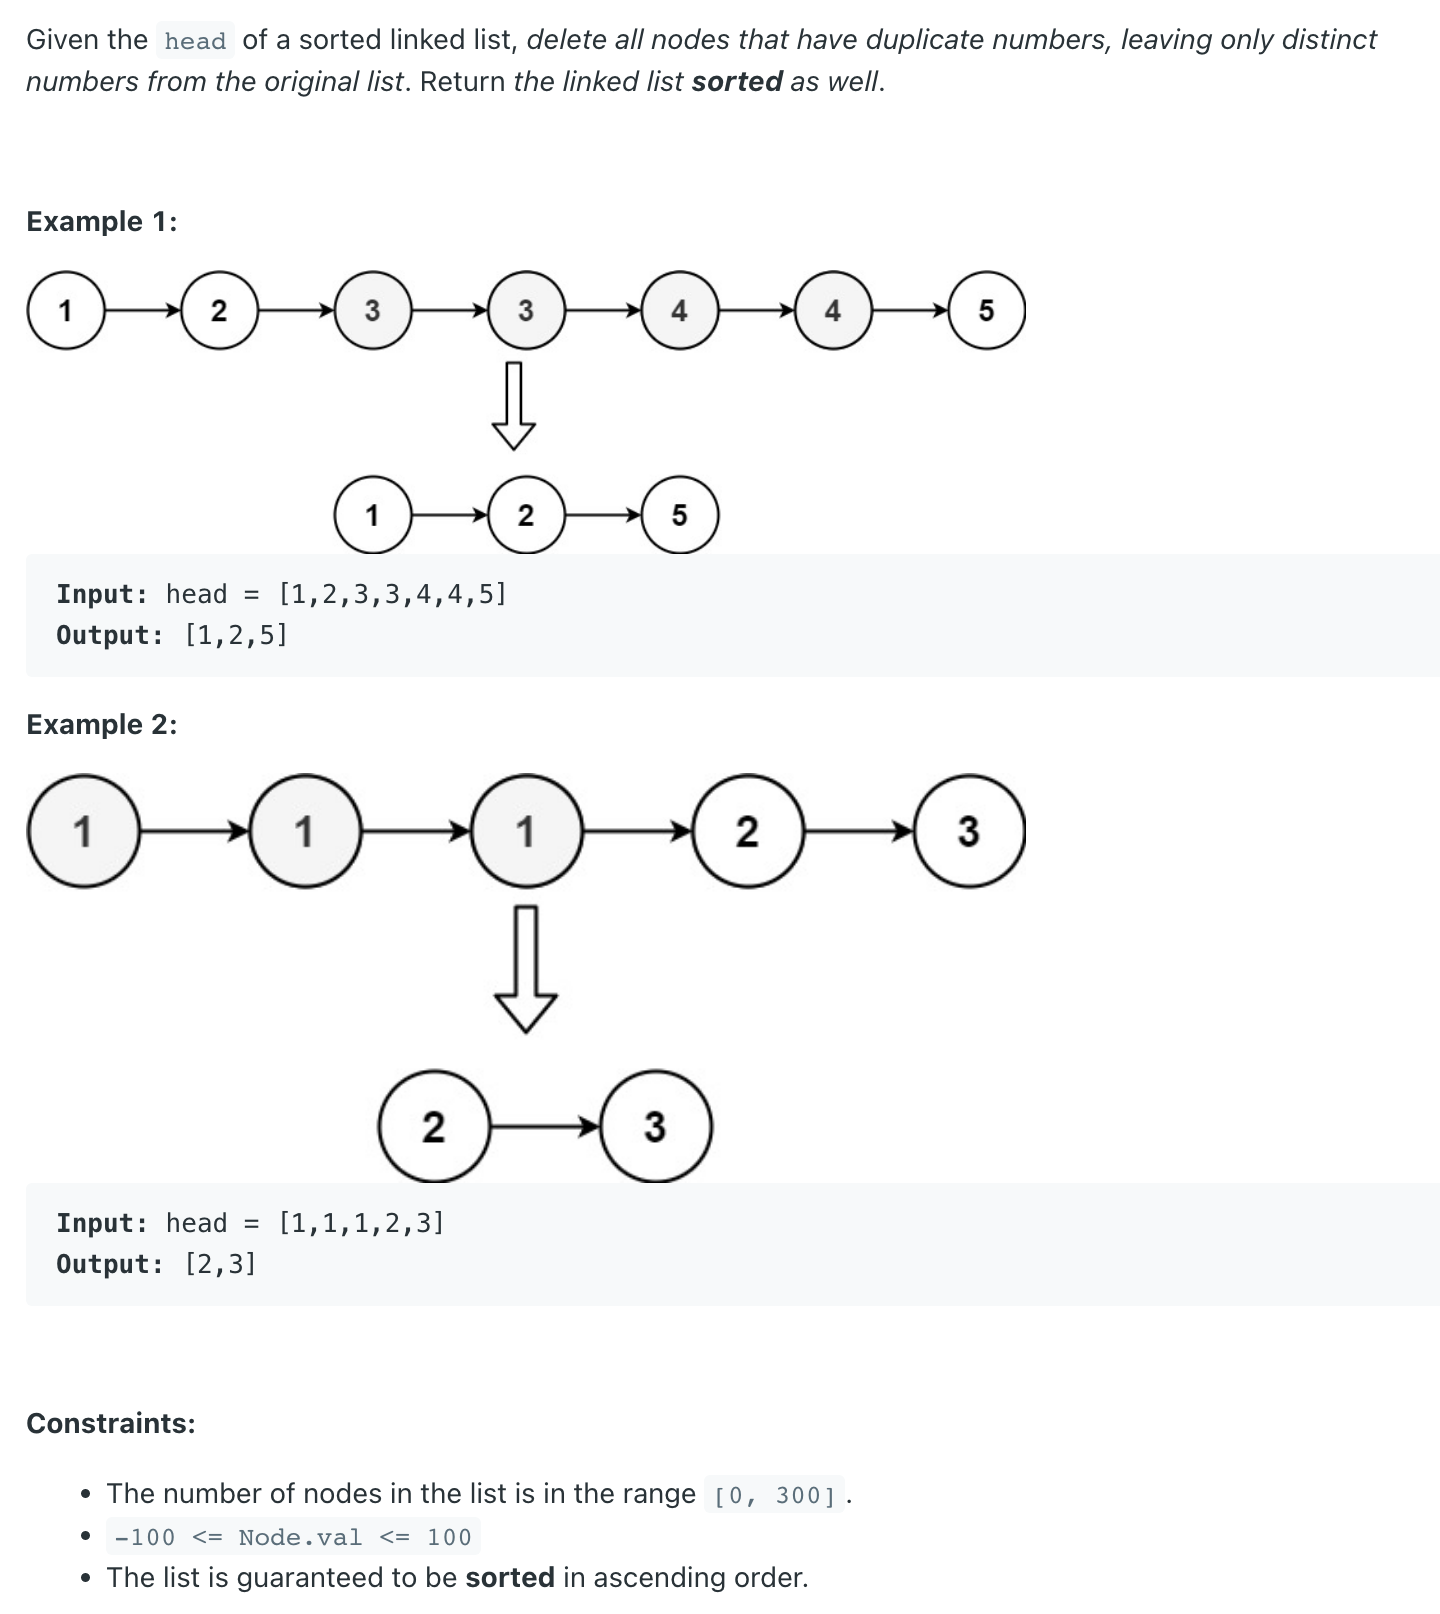 Given the head of a sorted linked list, delete all nodes that have duplicate numbers, leaving only distinct
numbers from the original list. Return the linked list sorted as well.
Example 1:
1 2 3 3 4 4 5
1 2 5
Input: head = [1,2,3,3,4,4,5]
Output: [1,2,5]
Example 2:
1 1 1 2 3
2 3
Input: head = [1,1,1,2,3]
Output: [2,3]
Constraints:
• The number of nodes in the list is in the range [0, 300].
• -100 <= Node.val <= 100
• The list is guaranteed to be sorted in ascending order.